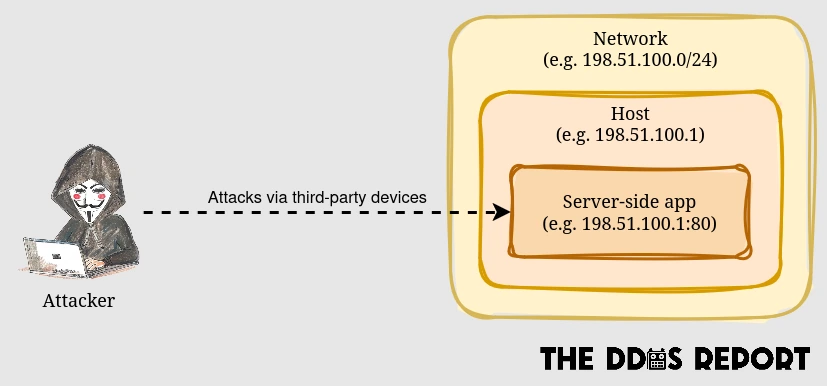 Network
(e.g. 198.51.100.0/24)
Host
(e.g. 198.51.100.1)
Attacks via third-party devices
Server-side app
(e.g. 198.51.100.1:80)
Attacker
THE DDOS REPORT